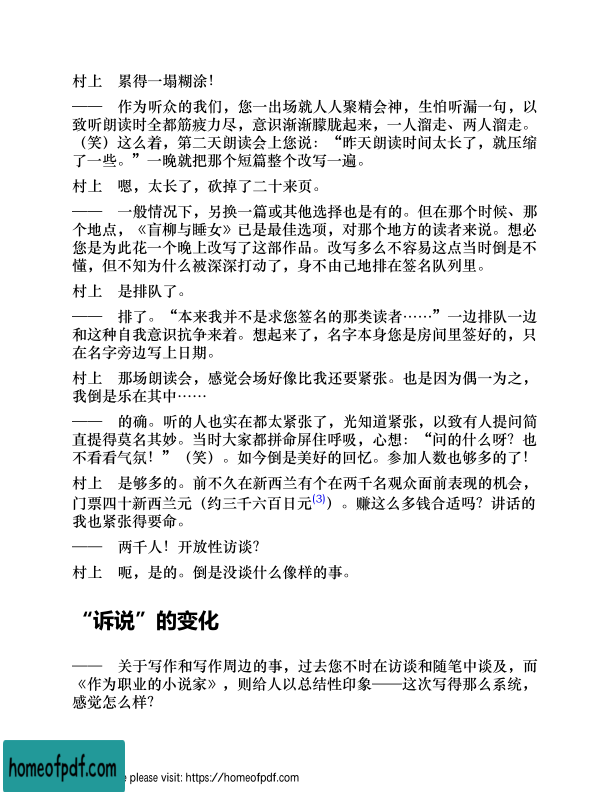 村上　累得一塌糊涂！
——　作为听众的我们，您一出场就人人聚精会神，生怕听漏一句，以
致听朗读时全都筋疲力尽，意识渐渐朦胧起来，一人溜走、两人溜走。
（笑）这么着，第二天朗读会上您说：“昨天朗读时间太长了，就压缩
了一些。”一晚就把那个短篇整个改写一遍。
村上　嗯，太长了，砍掉了二十来页。
——　一般情况下，另换一篇或其他选择也是有的。但在那个时候、那
个地点，《盲柳与睡女》已是最佳选项，对那个地方的读者来说。想必
您是为此花一个晚上改写了这部作品。改写多么不容易这点当时倒是不
懂，但不知为什么被深深打动了，身不由己地排在签名队列里。
村上　是排队了。
——　排了。“本来我并不是求您签名的那类读者……”一边排队一边
和这种自我意识抗争来着。想起来了，名字本身您是房间里签好的，只
在名字旁边写上日期。
村上　那场朗读会，感觉会场好像比我还要紧张。也是因为偶一为之，
我倒是乐在其中……
——　的确。听的人也实在都太紧张了，光知道紧张，以致有人提问简
直提得莫名其妙。当时大家都拼命屏住呼吸，心想：“问的什么呀？也
不看看气氛！”（笑）。如今倒是美好的回忆。参加人数也够多的了！
村上　是够多的。前不久在新西兰有个在两千名观众面前表现的机会，
门票四十新西兰元（约三千六百日元(3)）。赚这么多钱合适吗？讲话的
我也紧张得要命。
——　两千人！开放性访谈？
村上　呃，是的。倒是没谈什么像样的事。
“诉说”的变化
——　关于写作和写作周边的事，过去您不时在访谈和随笔中谈及，而
《作为职业的小说家》，则给人以总结性印象——这次写得那么系统，
感觉怎么样？
homeofpdf.com
e please visit: https://homeofpdf.com